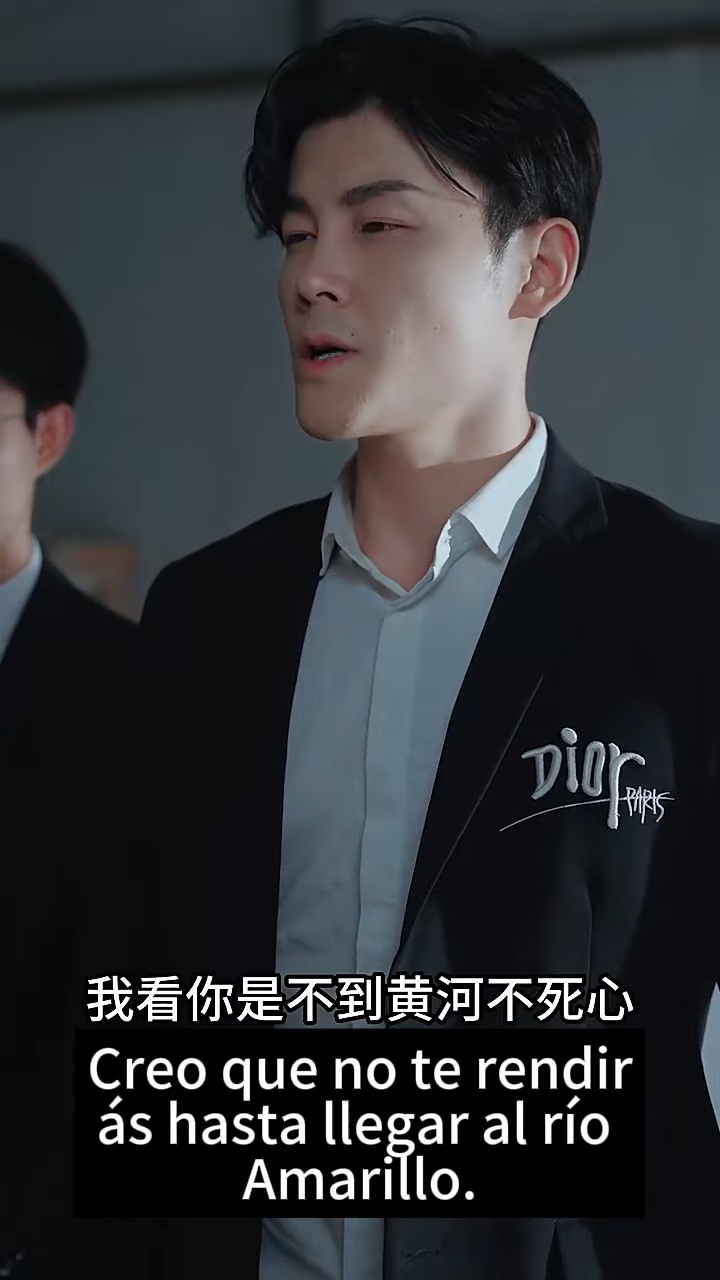 Dior
PARIS
我看你是不到黄河不死心
Creo que no te rendir
ás hasta llegar al río
Amarillo.